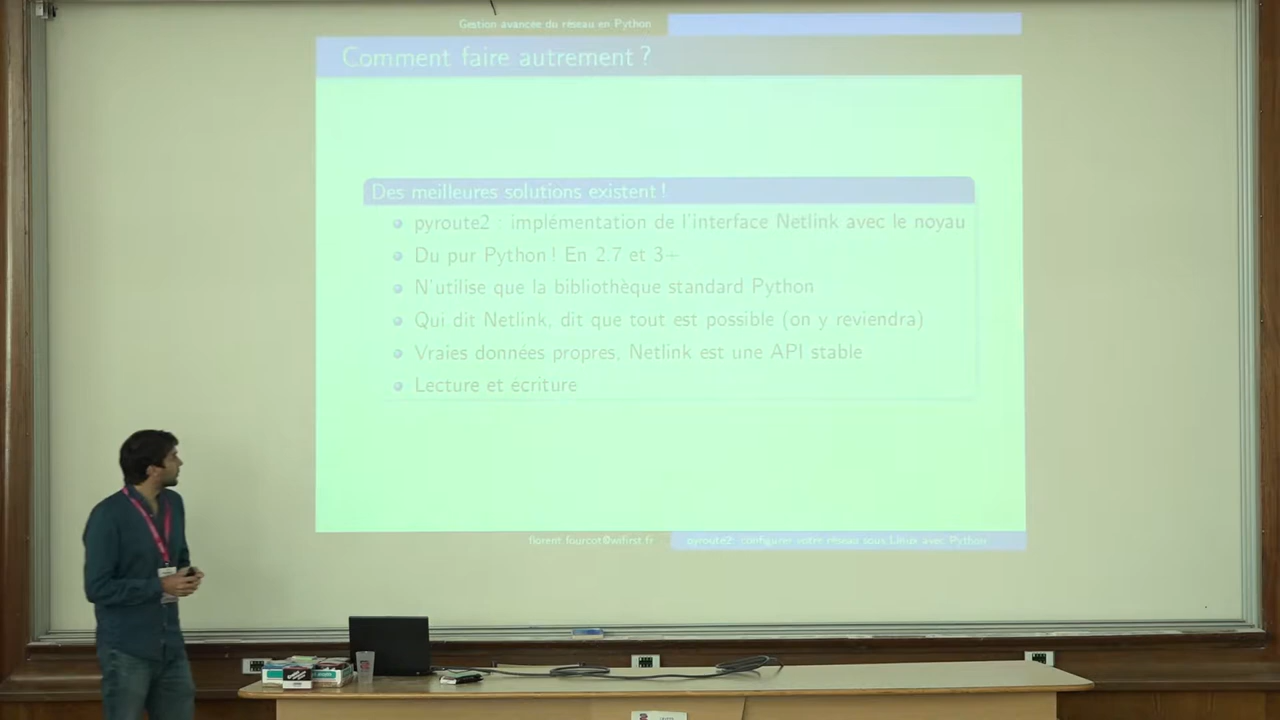 Gestion avancée du réseau en Python
Comment faire autrement ?
Des meilleures solutions existent !
pyroute2 : implémentation de l'interface Netlink avec le noyau
Du pur Python ! En 2.7 et 3+
N'utilise que la bibliothèque standard Python
Qui dit Netlink, dit que tout est possible (on y reviendra)
Vraies données propres, Netlink est une API stable
Lecture et écriture
florent.fourcot@wifirst.fr
pyroute2: configurer votre réseau sous Linux avec Python